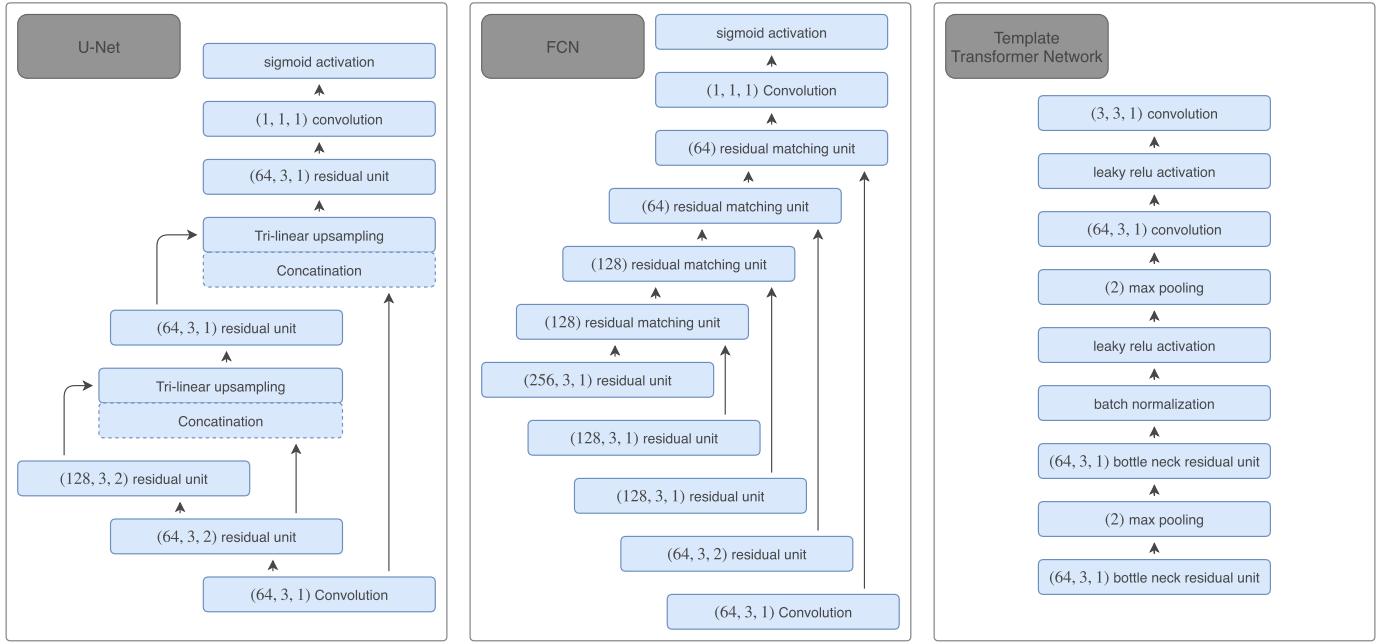 U-Net
sigmoid activation
(1, 1, 1) convolution
(64, 3, 1) residual unit
Tri-linear upsampling
Concatination
(64, 3, 1) residual unit
Tri-linear upsampling
Concatination
(128, 3, 2) residual unit
(64, 3, 2) residual unit
(64, 3, 1) Convolution
FCN
sigmoid activation
(1, 1, 1) Convolution
(64) residual matching unit
(64) residual matching unit
(128) residual matching unit
(128) residual matching unit
(256, 3, 1) residual unit
(128, 3, 1) residual unit
(128, 3, 1) residual unit
(64, 3, 2) residual unit
(64, 3, 1) Convolution
Template
Transformer Network
(3, 3, 1) convolution
leaky relu activation
(64, 3, 1) convolution
(2) max pooling
leaky relu activation
batch normalization
(64, 3, 1) bottle neck residual unit
(2) max pooling
(64, 3, 1) bottle neck residual unit